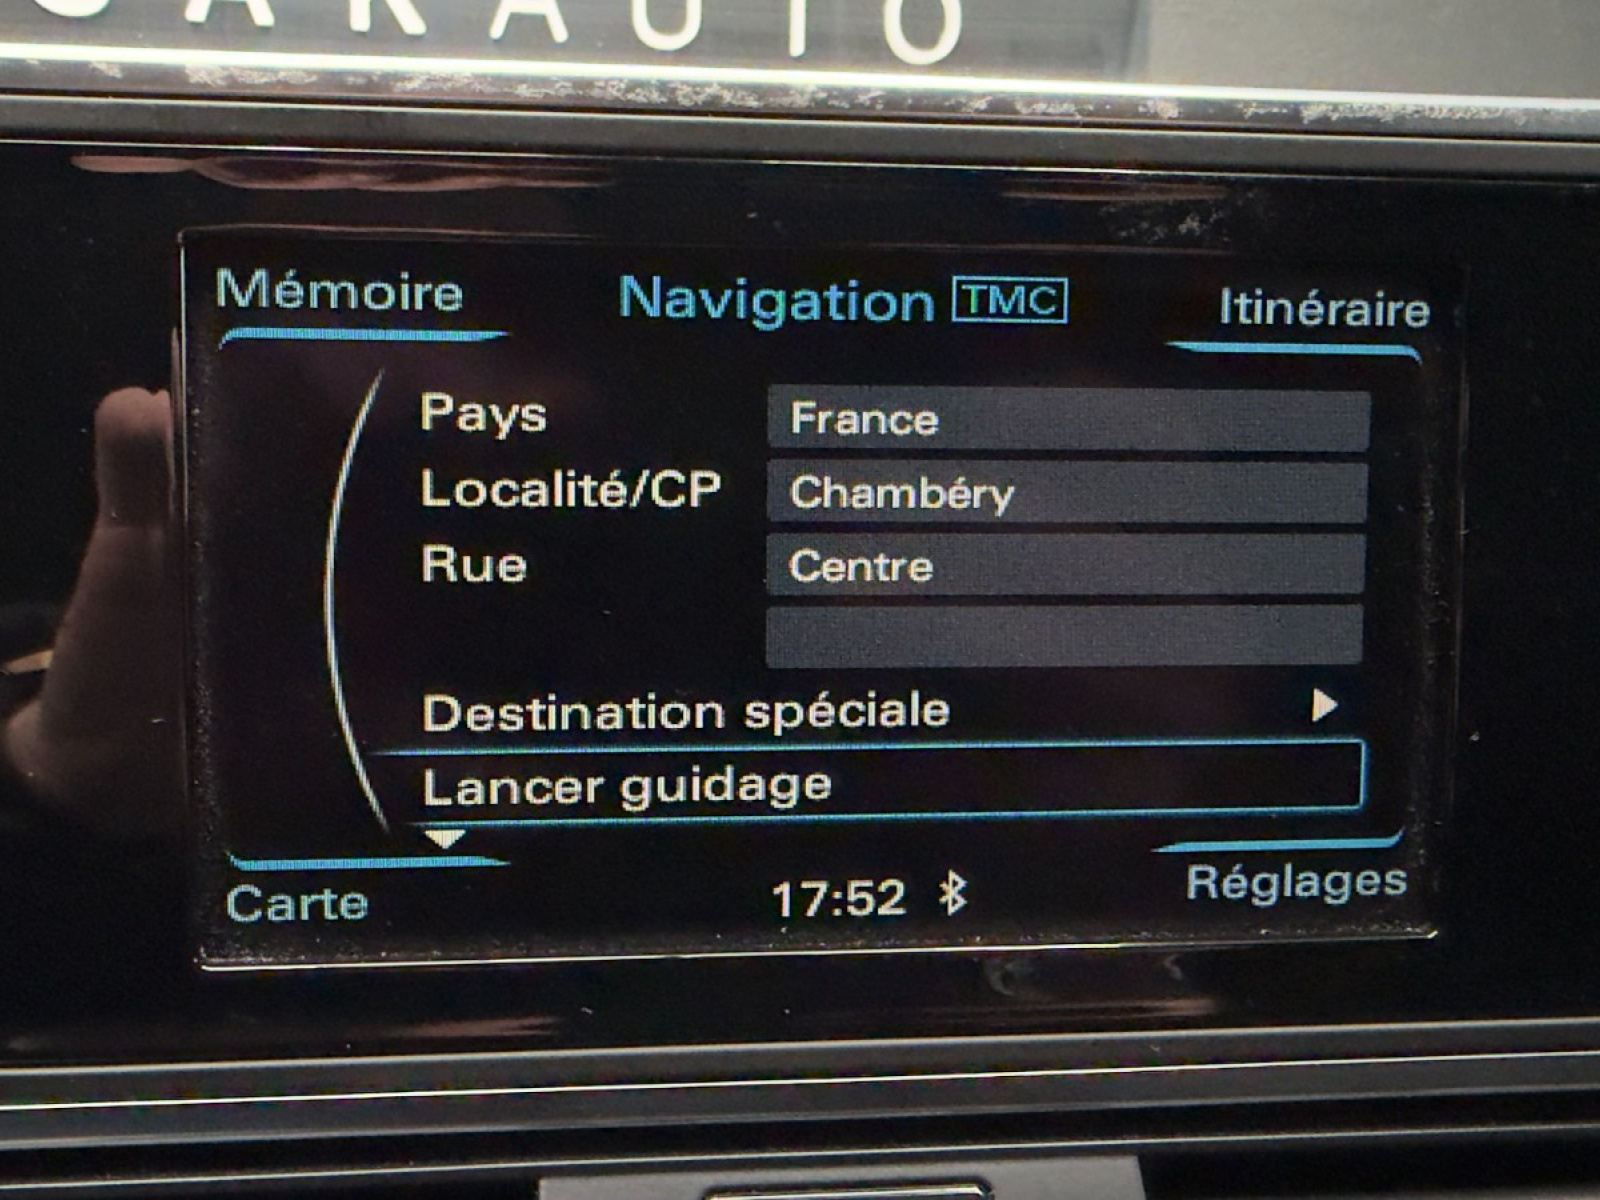 ARAUTO
Mémoire Navigation TMC Itinéraire
Pays France
Localité/CP Chambéry
Rue Centre
Destination spéciale
Lancer guidage
Carte 17:52 Réglages